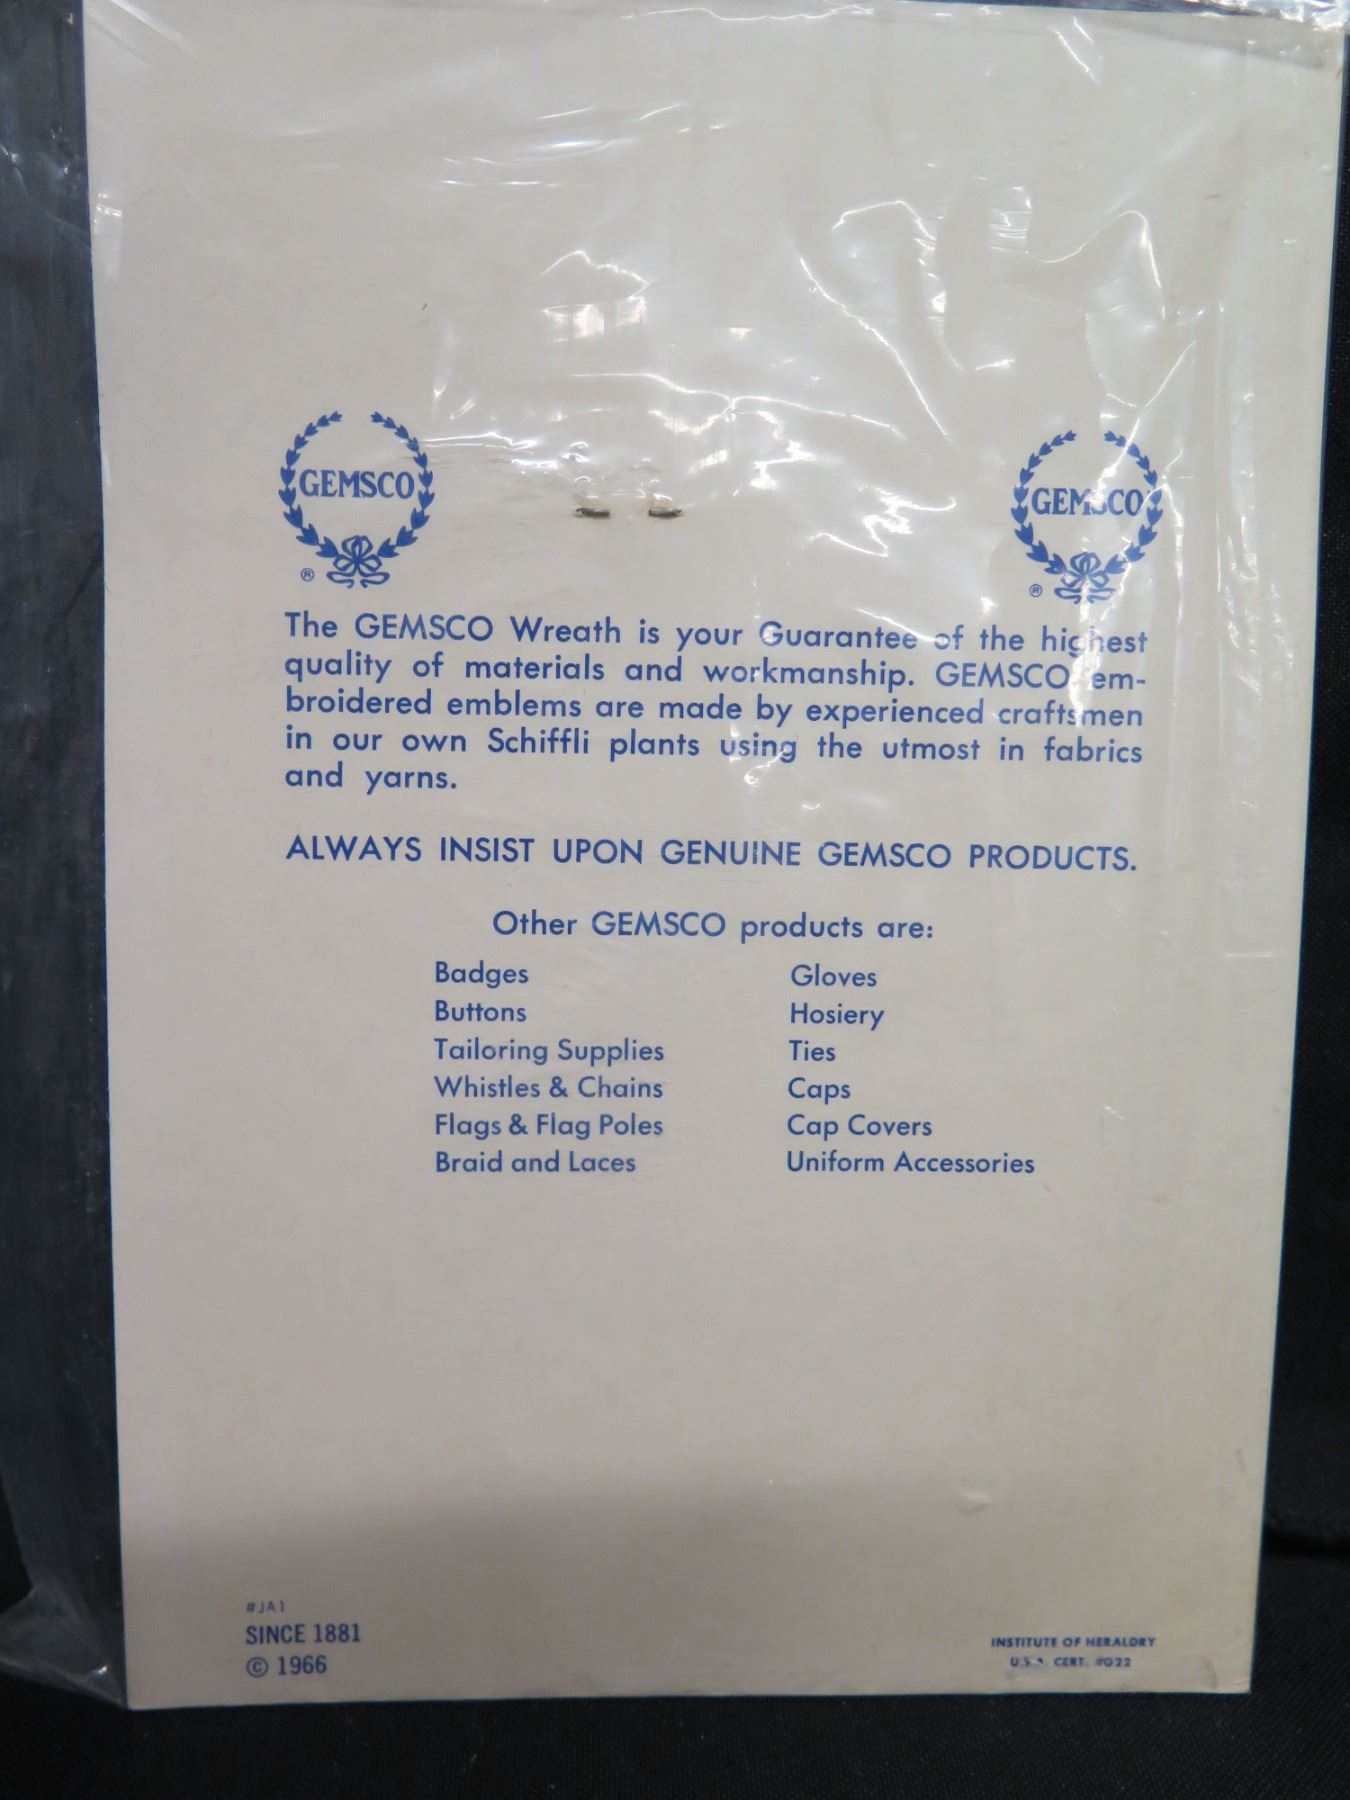 GEMSCO
GEMSCO
®
®
The GEMSCO Wreath is your Guarantee of the highest
quality of materials and workmanship. GEMSCO em-
broidered emblems are made by experienced craftsmen
in our own Schiffli plants using the utmost in fabrics
and yarns.
ALWAYS INSIST UPON GENUINE GEMSCO PRODUCTS.
Other GEMSCO products are:
Badges
Buttons
Tailoring Supplies
Whistles & Chains
Flags & Flag Poles
Braid and Laces
Gloves
Hosiery
Ties
Caps
Cap Covers
Uniform Accessories
#JA1
SINCE 1881
© 1966
INSTITUTE OF HERALDRY
U.S.A. CERT. #G22